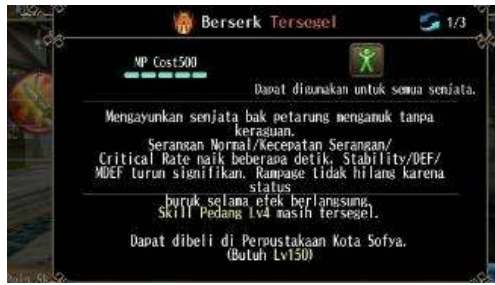 Berserk Tersegel
1/3
MP Cost500
Dapat digunakan untuk semua senjata.
Mengayunkan senjata bak petarung mengamuk tanpa
keraguan.
Serangan Normal/Kecepatan Serangan/
Critical Rate naik beberapa detik. Stability/DEF/
MDEF turun signifikan. Rampage tidak hilang karena
status
buruk selama efek berlangsung.
Skill Pedang Lv4 masih tersegel.
Dapat dibeli di Perpustakaan Kota Sofya.
(Butuh Lv150)